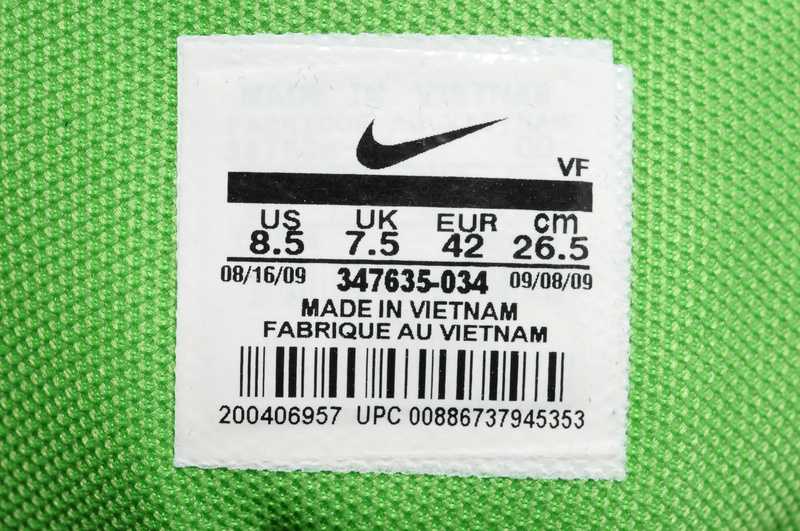 VF
US UK EUR cm
8.5 7.5 42 26.5
08/16/09 347635-034 09/08/09
MADE IN VIETNAM
FABRIQUE AU VIETNAM
200406957 UPC 00886737945353